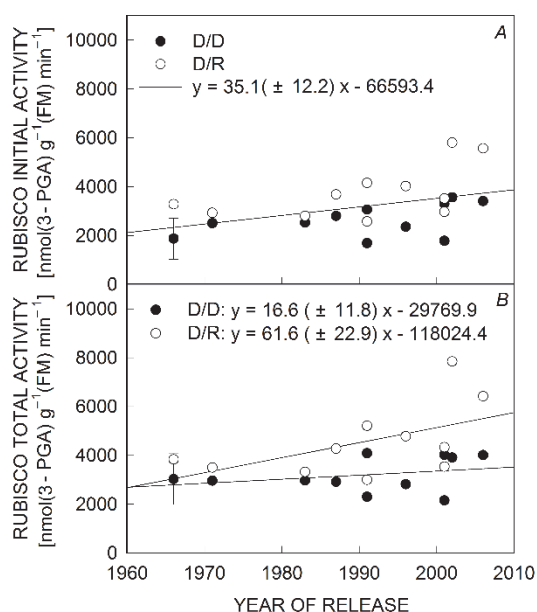 A
D/D
D/R
y = 35.1( ± 12.2) x - 66593.4
RUBISCO INITIAL ACTIVITY
[nmol(3 - PGA) g⁻¹(FM) min⁻¹]
10000
8000
6000
4000
2000
0
B
D/D: y = 16.6 ( ± 11.8) x - 29769.9
D/R: y = 61.6 ( ± 22.9) x - 118024.4
RUBISCO TOTAL ACTIVITY
[nmol(3 - PGA) g⁻¹(FM) min⁻¹]
10000
8000
6000
4000
2000
0
1960 1970 1980 1990 2000 2010
YEAR OF RELEASE